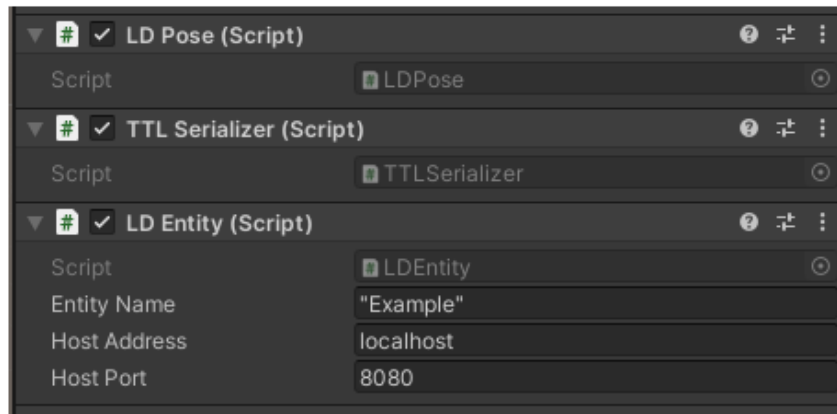 # LD Pose (Script)
Script # LDPose
# TTL Serializer (Script)
Script # TTLSerializer
# LD Entity (Script)
Script # LDEntity
Entity Name "Example"
Host Address localhost
Host Port 8080